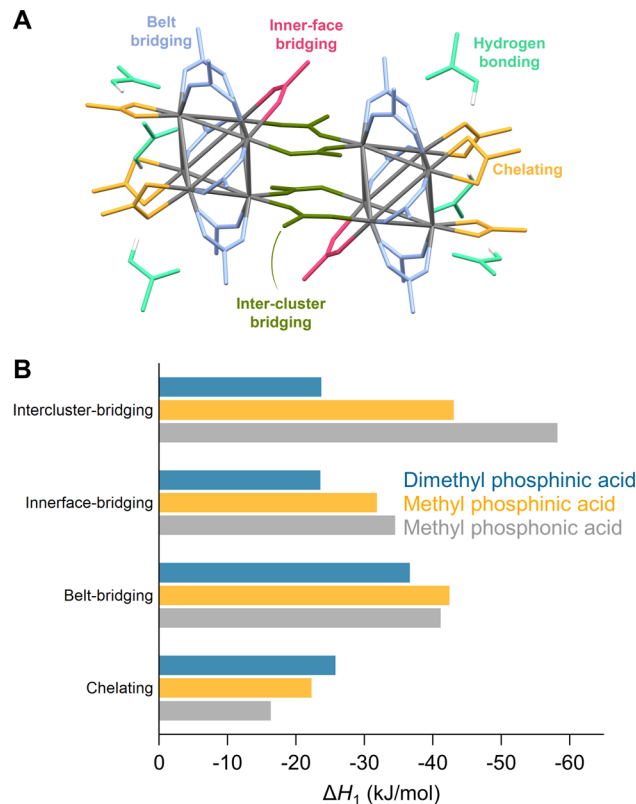 A
Belt
bridging
Inner-face
bridging
Hydrogen
bonding
Chelating
Inter-cluster
bridging
B
Intercluster-bridging
Innerface-bridging
Belt-bridging
Chelating
Dimethyl phosphinic acid
Methyl phosphinic acid
Methyl phosphonic acid
0 -10 -20 -30 -40 -50 -60
ΔH₁ (kJ/mol)